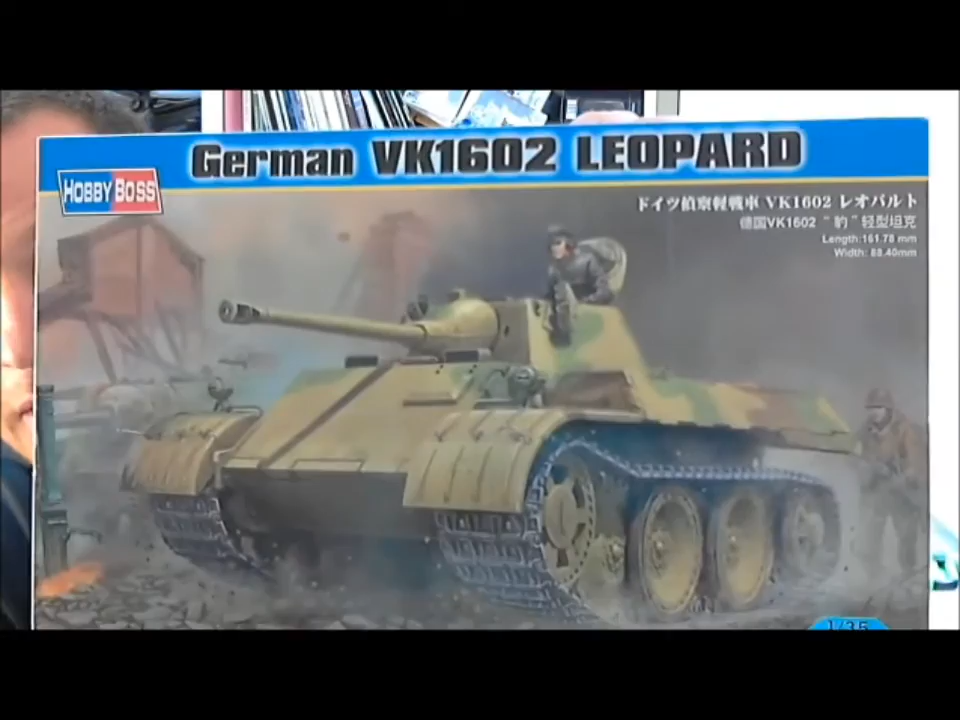 German VK1602 LEOPARD
HOBBY BOSS
ドイツ偵察軽戦車 VK1602 レオパルト
德国VK1602 "豹" 轻型坦克
Length:161.78 mm
Width: 88.40mm
1/35